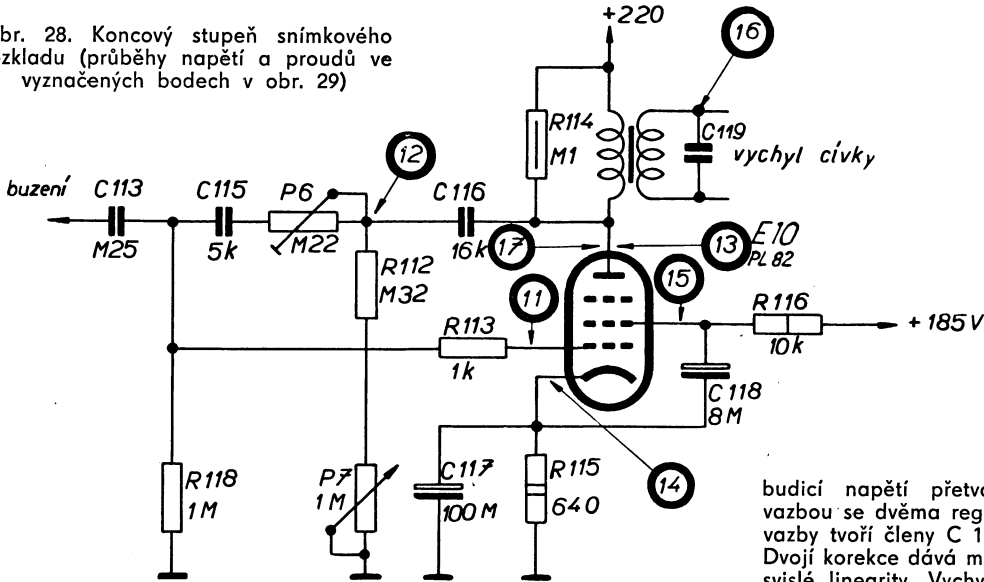 br. 28. Koncový stupeň snímkového
zkladu (průběhy napětí a proudů ve
vyznačených bodech v obr. 29)
+220
16
R114
M1
C119
vychyl cívky
12
buzení
C113
M25
C115
5k
P6
M22
C116
16k
17
13
E10
PL82
R112
M32
11
15
R116
10k
+185V
R113
1k
C118
8M
R118
1M
P7
1M
C117
100M
R115
640
14
budicí napětí přetva
vazbou se dvěma reg
vazby tvoří členy C 1
Dvojí korekce dává m
svislé linearity. Vychy